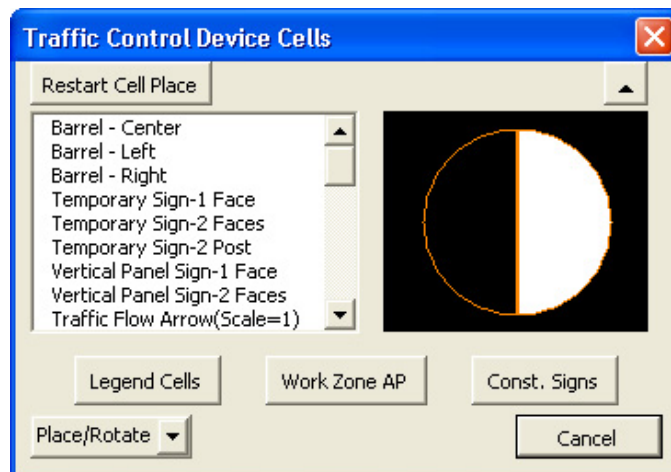 Traffic Control Device Cells
Restart Cell Place
Barrel - Center
Barrel - Left
Barrel - Right
Temporary Sign-1 Face
Temporary Sign-2 Faces
Temporary Sign-2 Post
Vertical Panel Sign-1 Face
Vertical Panel Sign-2 Faces
Traffic Flow Arrow(Scale=1)
Legend Cells
Work Zone AP
Const. Signs
Place/Rotate
Cancel